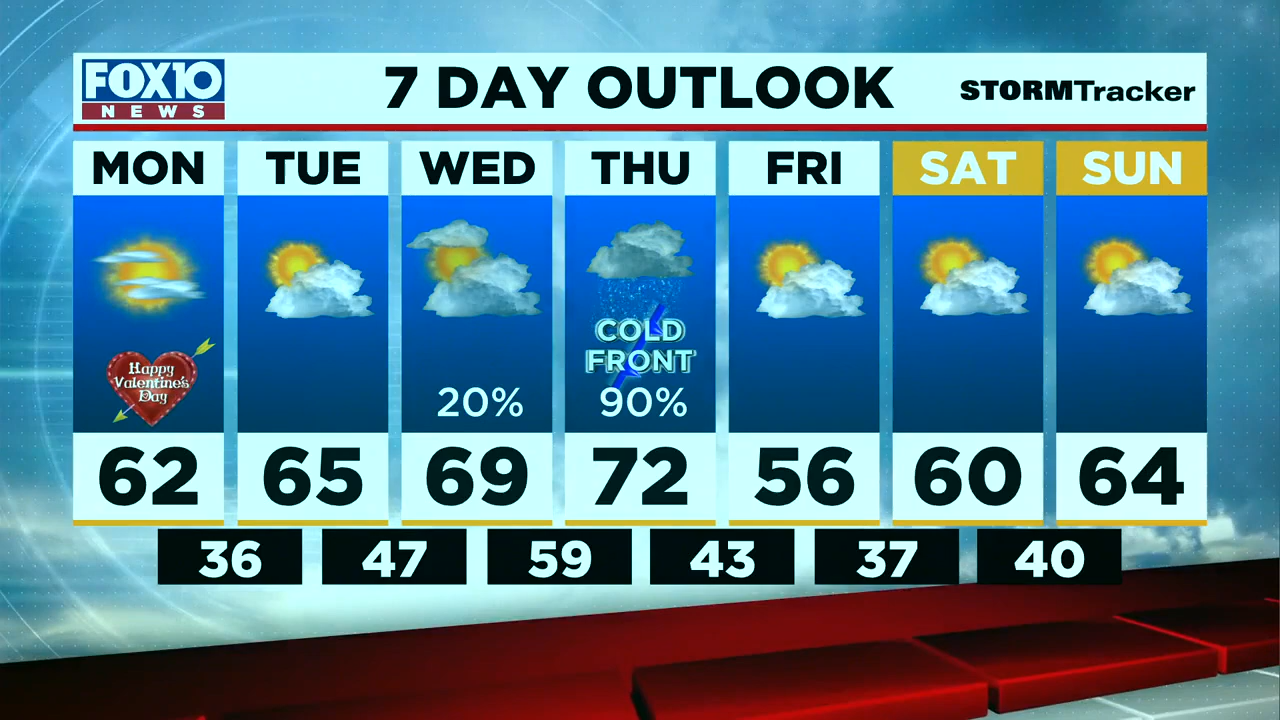 FOX10
NEWS
7 DAY OUTLOOK
STORMTracker
MON
TUE
WED
THU
FRI
SAT
SUN
Happy
Valentine's
Day
COLD
FRONT
20%
90%
62
65
69
72
56
60
64
36
47
59
43
37
40